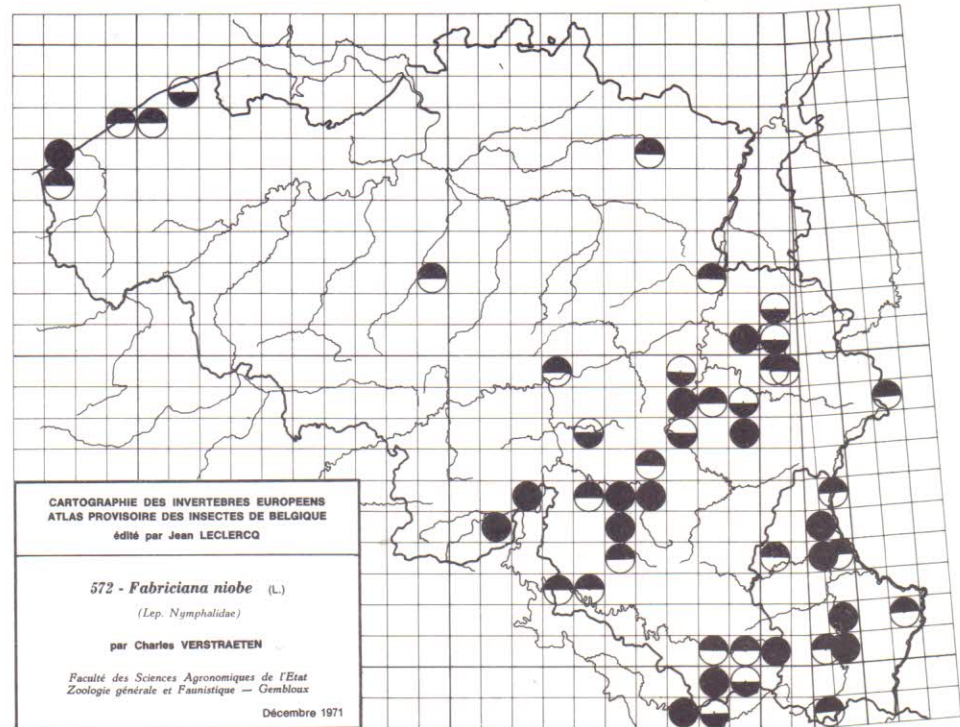 CARTOGRAPHIE DES INVERTEBRES EUROPEENS
ATLAS PROVISOIRE DES INSECTES DE BELGIQUE
édité par Jean LECLERCQ
572 - Fabriciana niobe (L.)
(Lep. Nymphalidae)
par Charles VERSTRAETEN
Faculté des Sciences Agronomiques de l'Etat
Zoologie générale et Faunistique — Gembloux
Décembre 1971